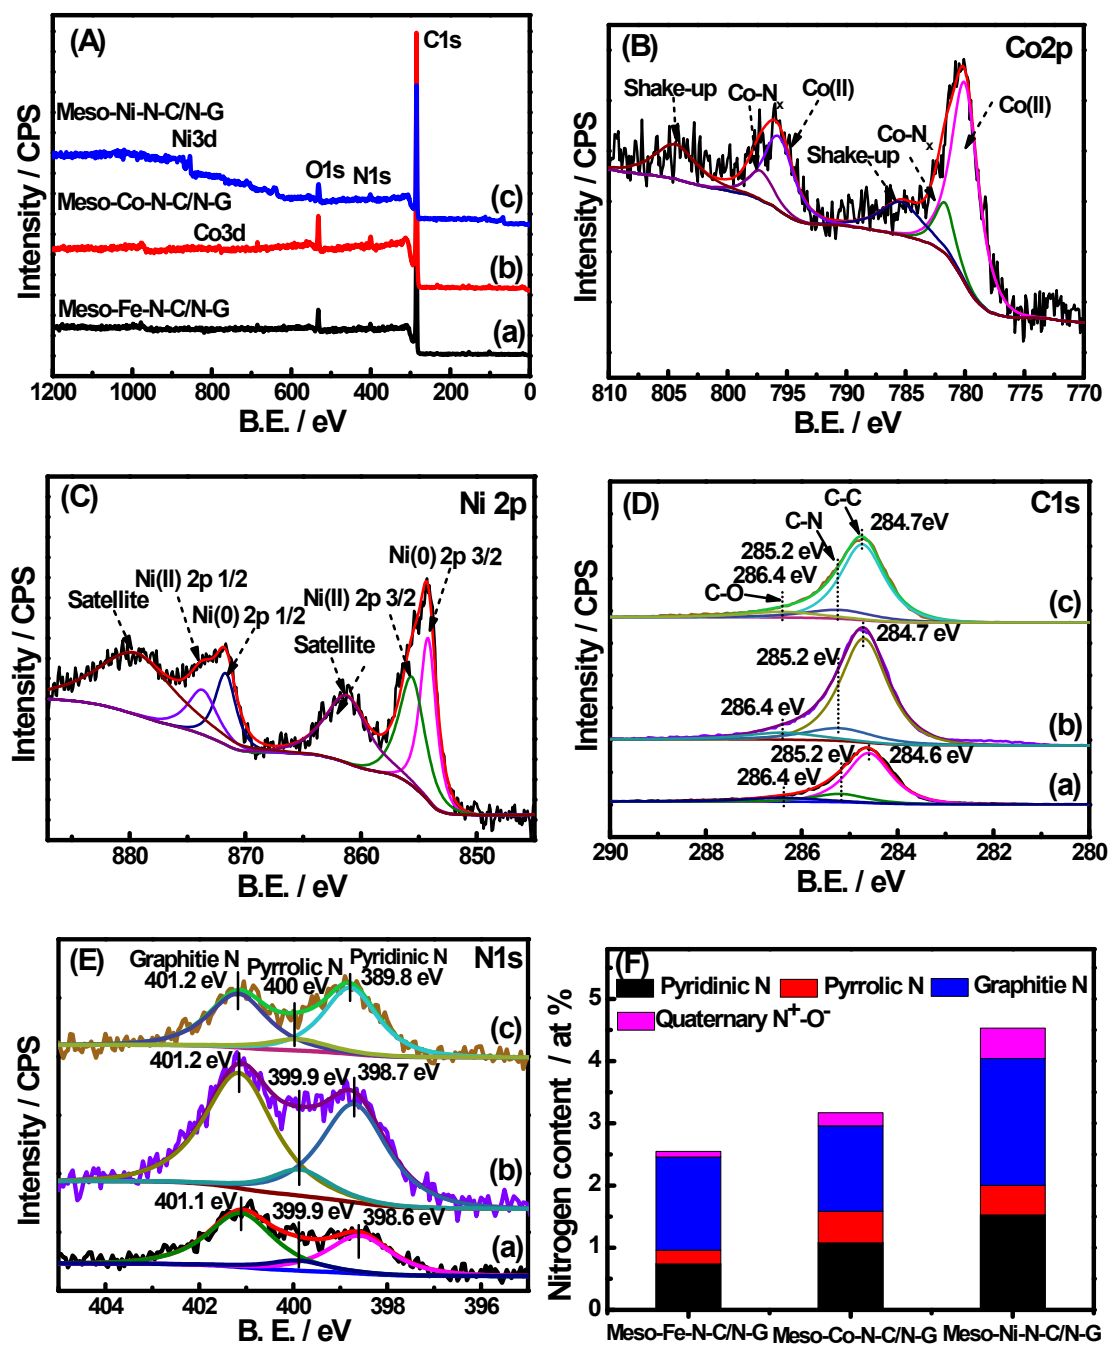 (A)
C1s
Meso-Ni-N-C/N-G
Ni3d
O1s
N1s
Meso-Co-N-C/N-G
(c)
Co3d
(b)
Meso-Fe-N-C/N-G
(a)
Intensity / CPS
1200 1000 800 600 400 200 0
B.E. / eV
(B)
Co2p
Shake-up
Co-Nx
Co(II)
Co(II)
Co-Nx
Shake-up
Intensity / CPS
810 805 800 795 790 785 780 775 770
B.E. / eV
(C)
Ni 2p
Ni(0) 2p 3/2
Ni(II) 2p 1/2
Satellite
Ni(0) 2p 1/2
Ni(II) 2p 3/2
Satellite
Intensity / CPS
880 870 860 850
B.E. / eV
(D)
C1s
C-C
C-N
284.7eV
285.2 eV
286.4 eV
C-O
(c)
284.7 eV
285.2 eV
286.4 eV
(b)
285.2 eV
284.6 eV
286.4 eV
(a)
Intensity / CPS
290 288 286 284 282 280
B.E. / eV
(E)
N1s
Graphitie N
401.2 eV
Pyrrolic N
400 eV
Pyridinic N
389.8 eV
(c)
401.2 eV
399.9 eV
398.7 eV
(b)
401.1 eV
399.9 eV
398.6 eV
(a)
Intensity / CPS
404 402 400 398 396
B. E. / eV
(F)
Pyridinic N Pyrrolic N Graphitie N
Quaternary N⁺-O⁻
Nitrogen content / at %
5
4
3
2
1
0
Meso-Fe-N-C/N-G Meso-Co-N-C/N-G Meso-Ni-N-C/N-G